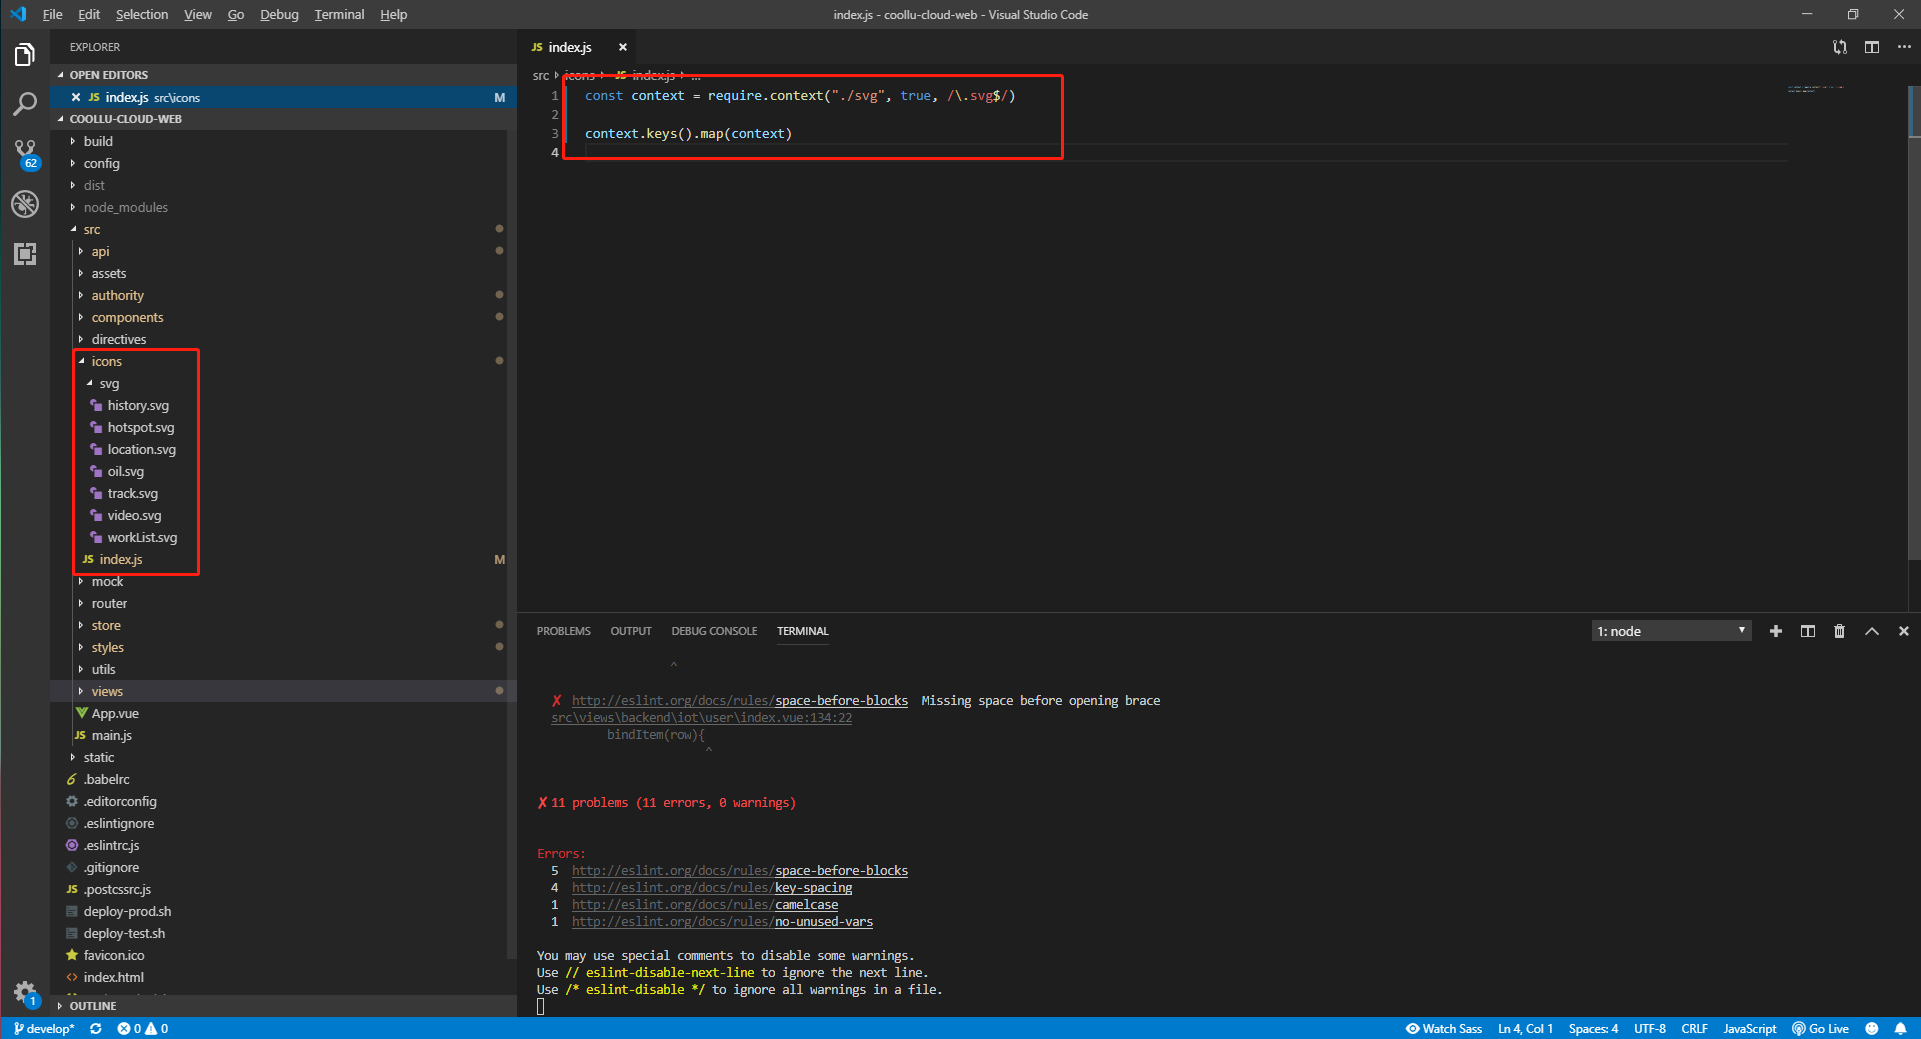 File Edit Selection View Go Debug Terminal Help
index.js - coollu-cloud-web - Visual Studio Code
EXPLORER
OPEN EDITORS
JS index.js src\icons M
COOLLU-CLOUD-WEB
build
config
dist
node_modules
src
api
assets
authority
components
directives
icons
svg
history.svg
hotspot.svg
location.svg
oil.svg
track.svg
video.svg
workList.svg
JS index.js M
mock
router
store
styles
utils
views
App.vue
JS main.js
static
.babelrc
.editorconfig
.eslintignore
.eslintrc.js
.gitignore
JS .postcssrc.js
deploy-prod.sh
deploy-test.sh
favicon.ico
index.html
OUTLINE
62
1
JS index.js
src icons JS index.js ...
1 const context = require.context("./svg", true, /\.svg$/)
2
3 context.keys().map(context)
4
PROBLEMS OUTPUT DEBUG CONSOLE TERMINAL 1: node
^
✗ http://eslint.org/docs/rules/space-before-blocks Missing space before opening brace
src\views\backend\iot\user\index.vue:134:22
bindItem(row){
^
✗ 11 problems (11 errors, 0 warnings)
Errors:
5 http://eslint.org/docs/rules/space-before-blocks
4 http://eslint.org/docs/rules/key-spacing
1 http://eslint.org/docs/rules/camelcase
1 http://eslint.org/docs/rules/no-unused-vars
You may use special comments to disable some warnings.
Use // eslint-disable-next-line to ignore the next line.
Use /* eslint-disable */ to ignore all warnings in a file.
develop* 0 0 Watch Sass Ln 4, Col 1 Spaces: 4 UTF-8 CRLF JavaScript Go Live